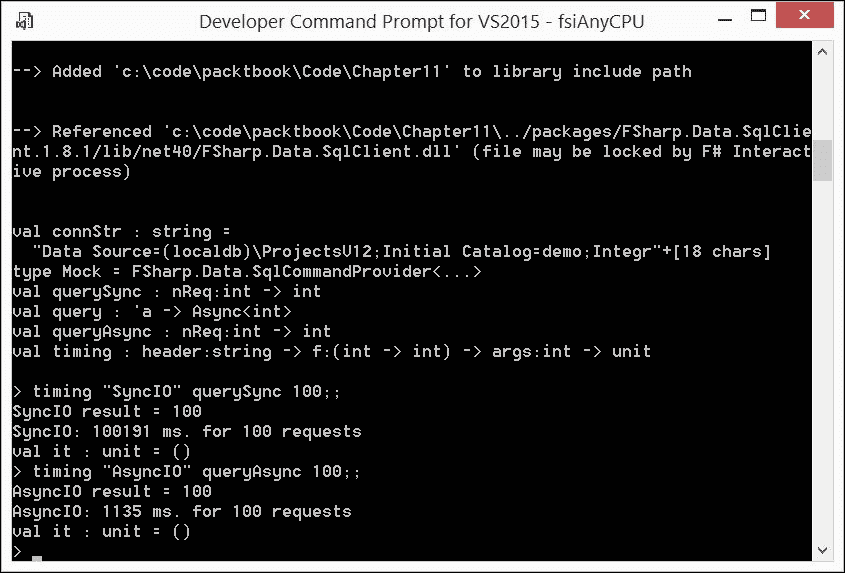 Developer Command Prompt for VS2015 - fsiAnyCPU
--> Added 'c:\code\packtbook\Code\Chapter11' to library include path
--> Referenced 'c:\code\packtbook\Code\Chapter11\../packages/FSharp.Data.SqlClie
nt.1.8.1/lib/net40/FSharp.Data.SqlClient.dll' (file may be locked by F# Interact
ive process)
val connStr : string =
  "Data Source=(localdb)\ProjectsV12;Initial Catalog=demo;Integr"+[18 chars]
type Mock = FSharp.Data.SqlCommandProvider<...>
val querySync : nReq:int -> int
val query : 'a -> Async<int>
val queryAsync : nReq:int -> int
val timing : header:string -> f:(int -> int) -> args:int -> unit
> timing "SyncIO" querySync 100;;
SyncIO result = 100
SyncIO: 100191 ms. for 100 requests
val it : unit = ()
> timing "AsyncIO" queryAsync 100;;
AsyncIO result = 100
AsyncIO: 1135 ms. for 100 requests
val it : unit = ()
>